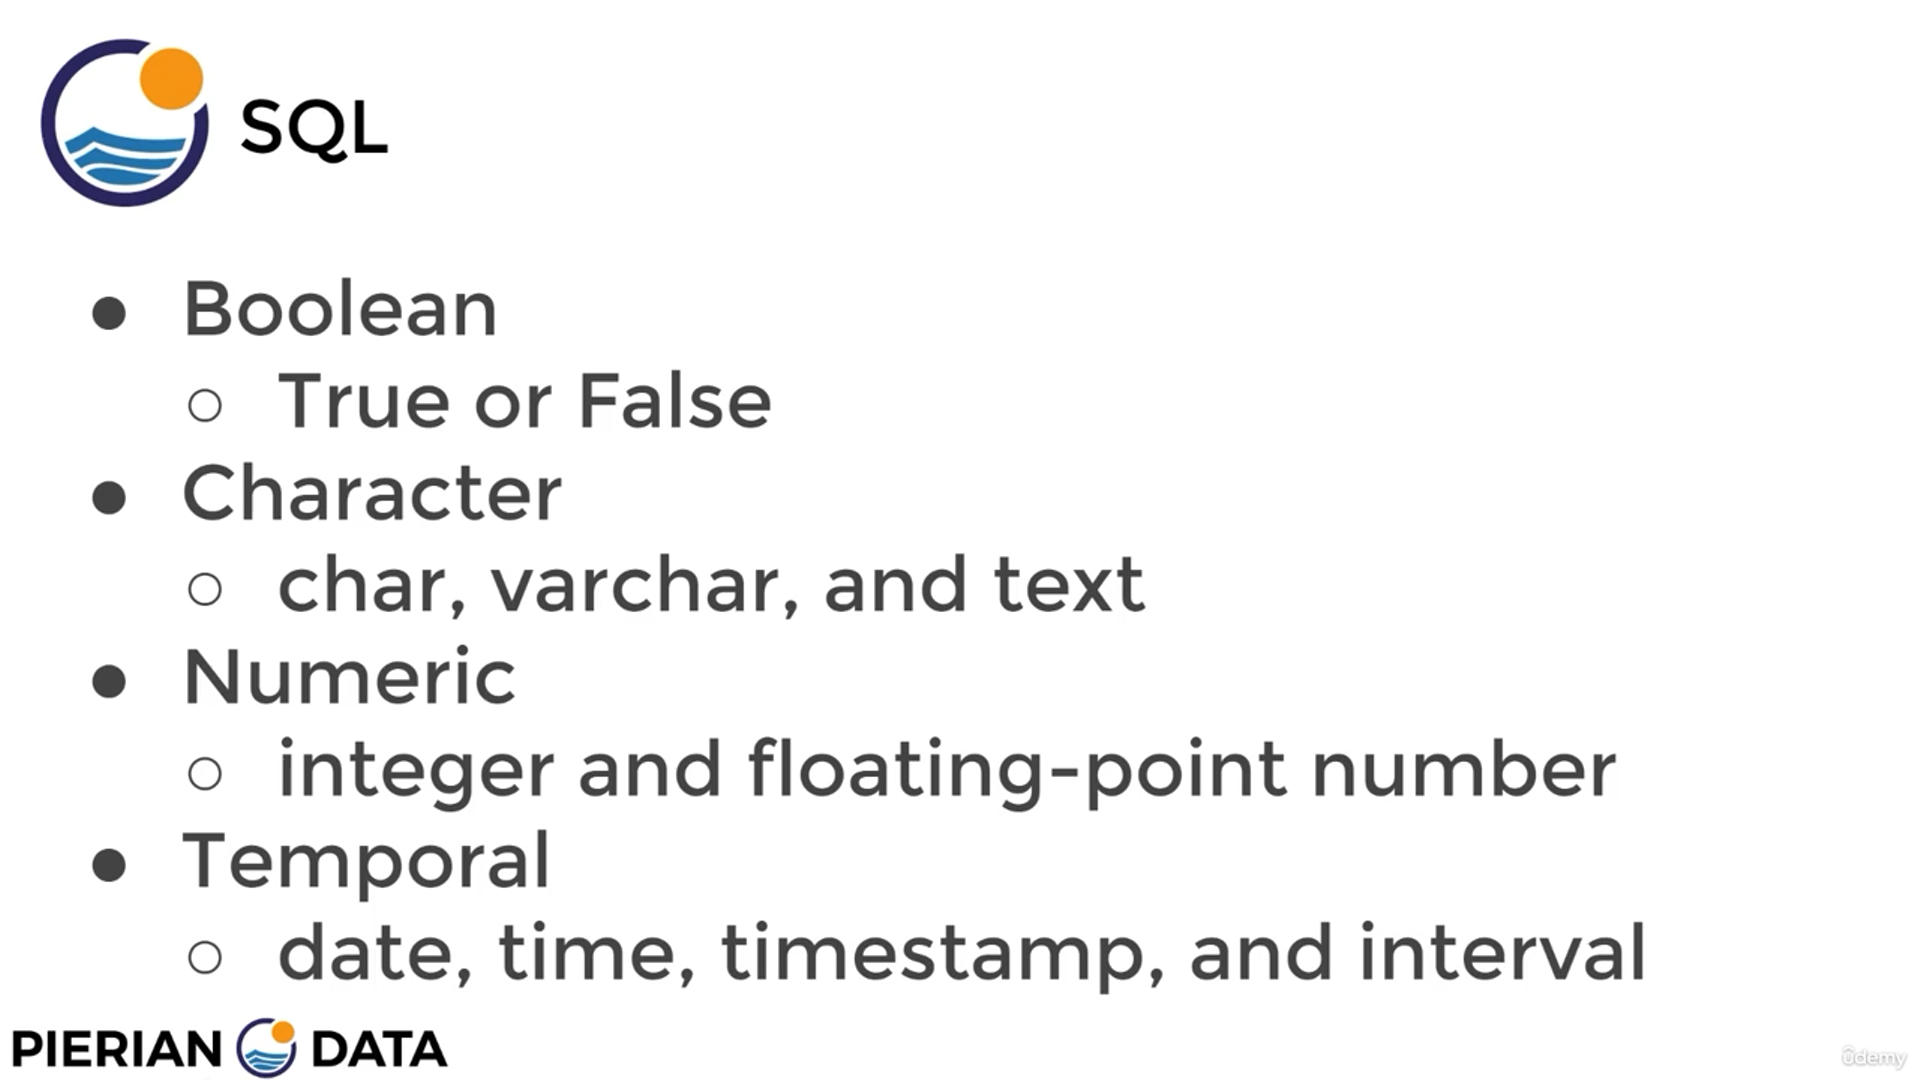 SQL
● Boolean
○ True or False
● Character
○ char, varchar, and text
● Numeric
○ integer and floating-point number
● Temporal
○ date, time, timestamp, and interval
PIERIAN DATA
ûdemy